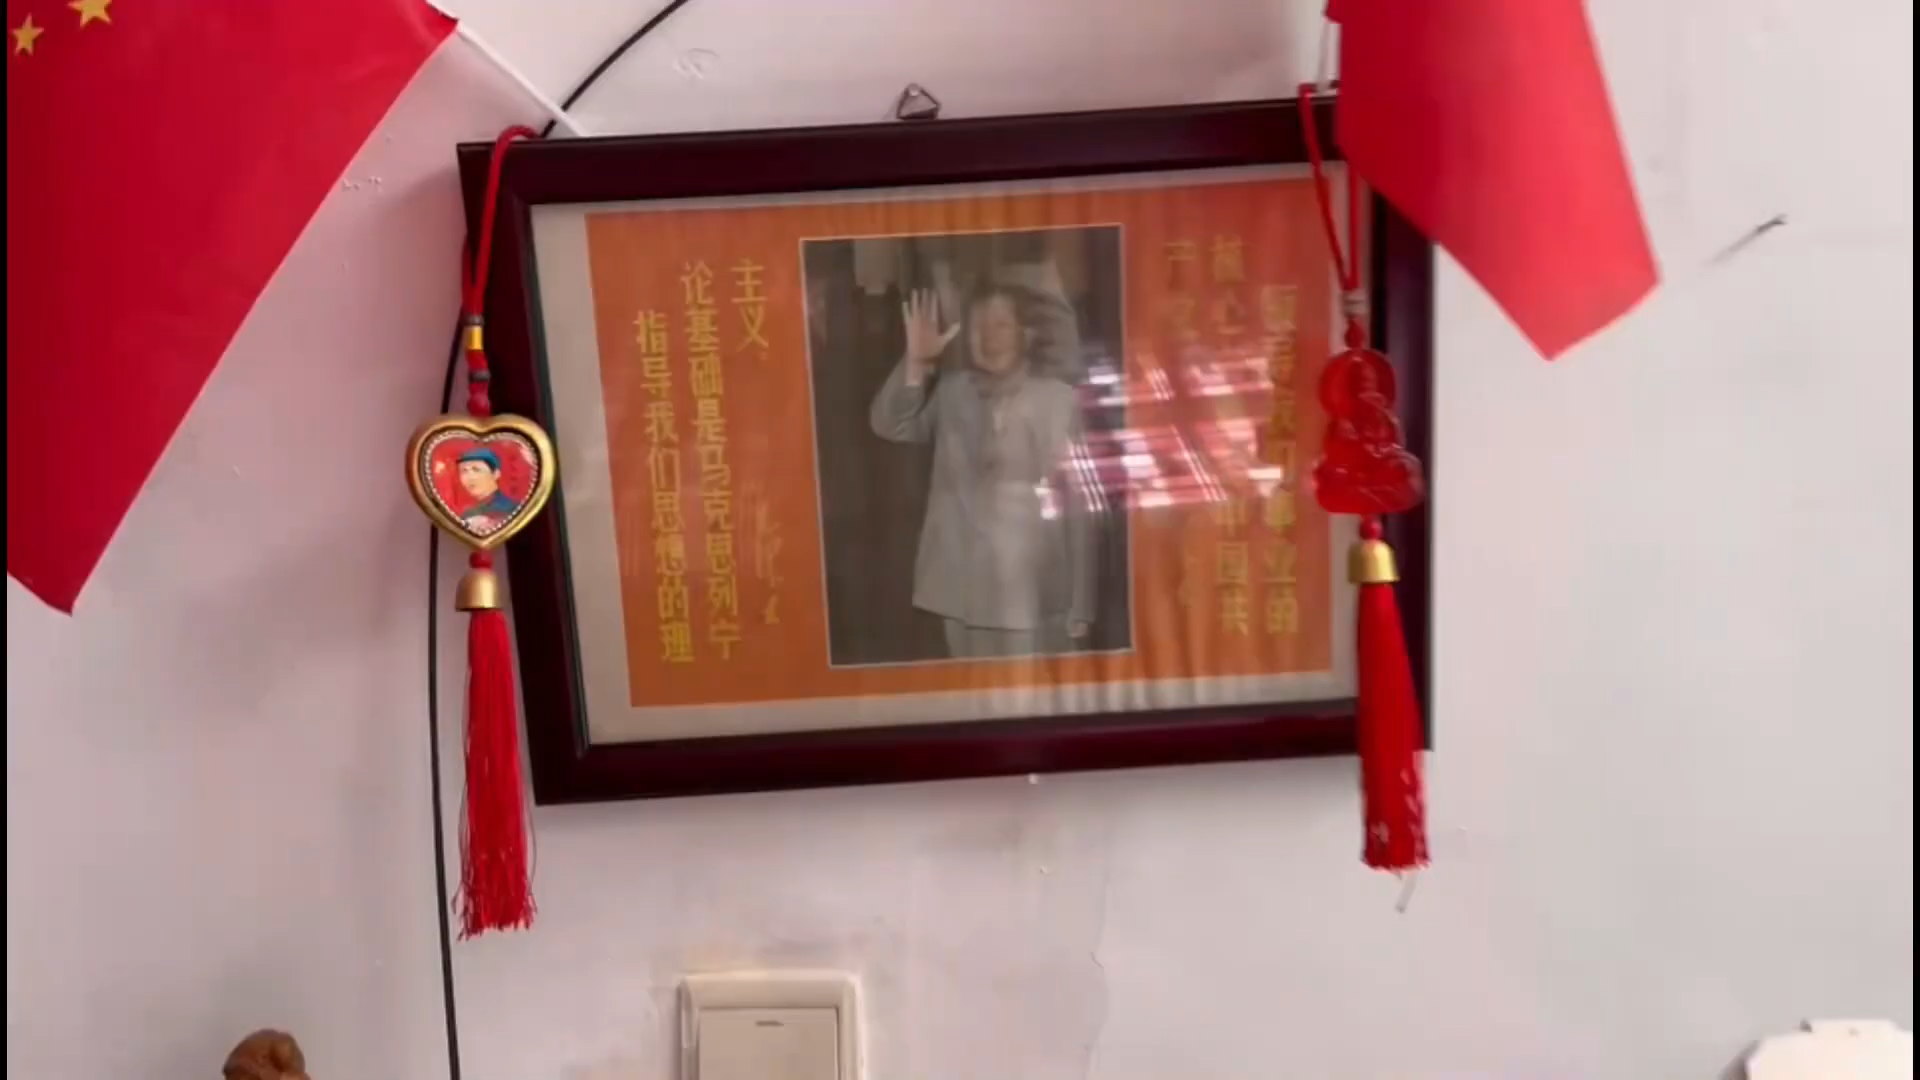 领导我们事业的
核心 中国共
产党
指导我们思想的理
论基础是马克思列宁
主义。